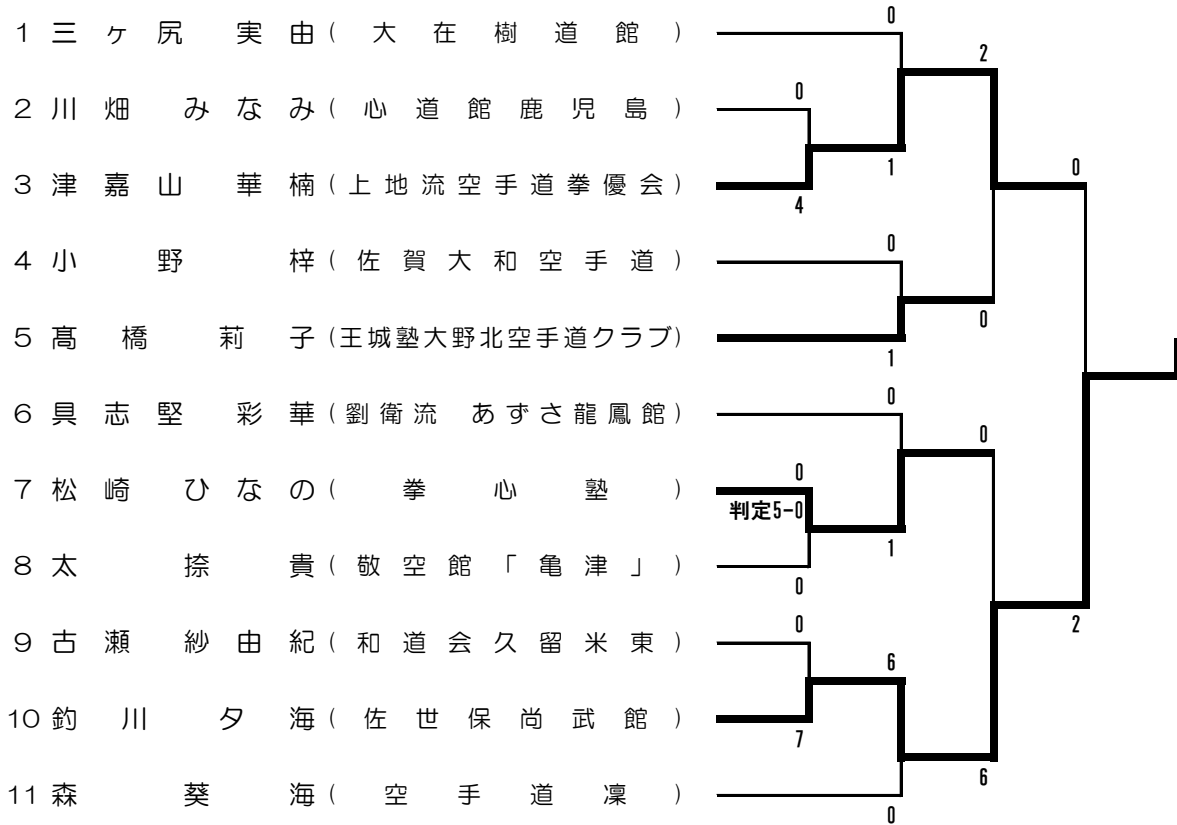 1 三ヶ尻 実由(大在樹道館) 0
2
2 川畑 みなみ(心道館鹿児島) 0
1
3 津嘉山 華楠(上地流空手道拳優会) 4
0
4 小野 梓(佐賀大和空手道) 0
0
5 髙橋 莉子(王城塾大野北空手道クラブ) 1
6 具志堅 彩華(劉衛流 あずさ龍鳳館) 0
0
7 松崎 ひなの(拳心塾) 0
判定5-0
1
8 太 捺貴(敬空館「亀津」) 0
9 古瀬 紗由紀(和道会久留米東) 0
2
6
10 釣川 夕海(佐世保尚武館) 7
6
11 森 葵海(空手道凜) 0